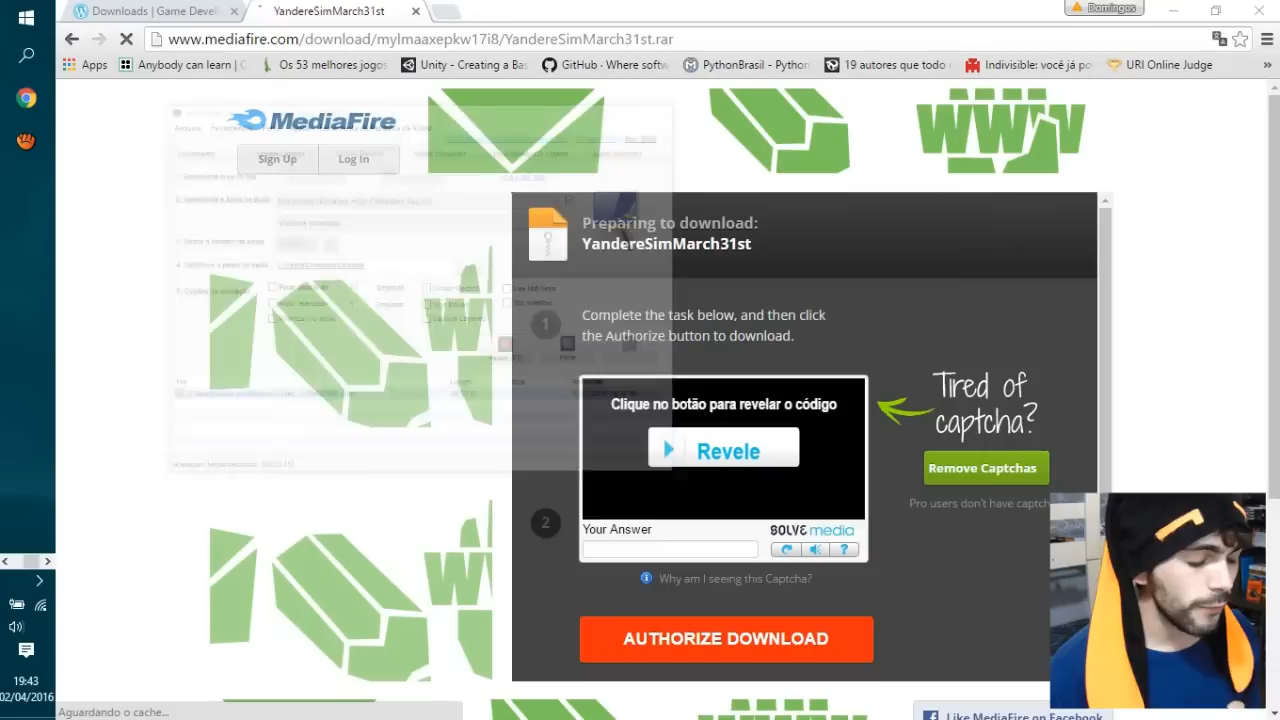 Downloads | Game Devel
YandereSimMarch31st
Domingos
www.mediafire.com/download/mylmaaxepkw17i8/YandereSimMarch31st.rar
Apps
Anybody can learn | C
Os 53 melhores jogos
Unity - Creating a Bas
GitHub - Where softw
PythonBrasil - Python
19 autores que todo
Indivisible: você já po
URI Online Judge
MediaFire
Sign Up
Log In
Preparing to download:
YandereSimMarch31st
1
Complete the task below, and then click
the Authorize button to download.
Clique no botão para revelar o código
Revele
Tired of
captcha?
Remove Captchas
Pro users don't have captch
2
Your Answer
SOLVE media
Why am I seeing this Captcha?
AUTHORIZE DOWNLOAD
19:43
02/04/2016
Aguardando o cache...
Like MediaFire on Facebook